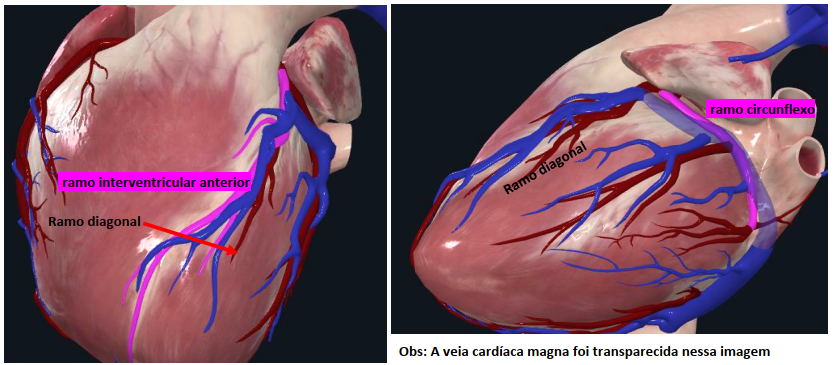 ramo interventricular anterior
Ramo diagonal
ramo circunflexo
Ramo diagonal
Obs: A veia cardíaca magna foi transparecida nessa imagem